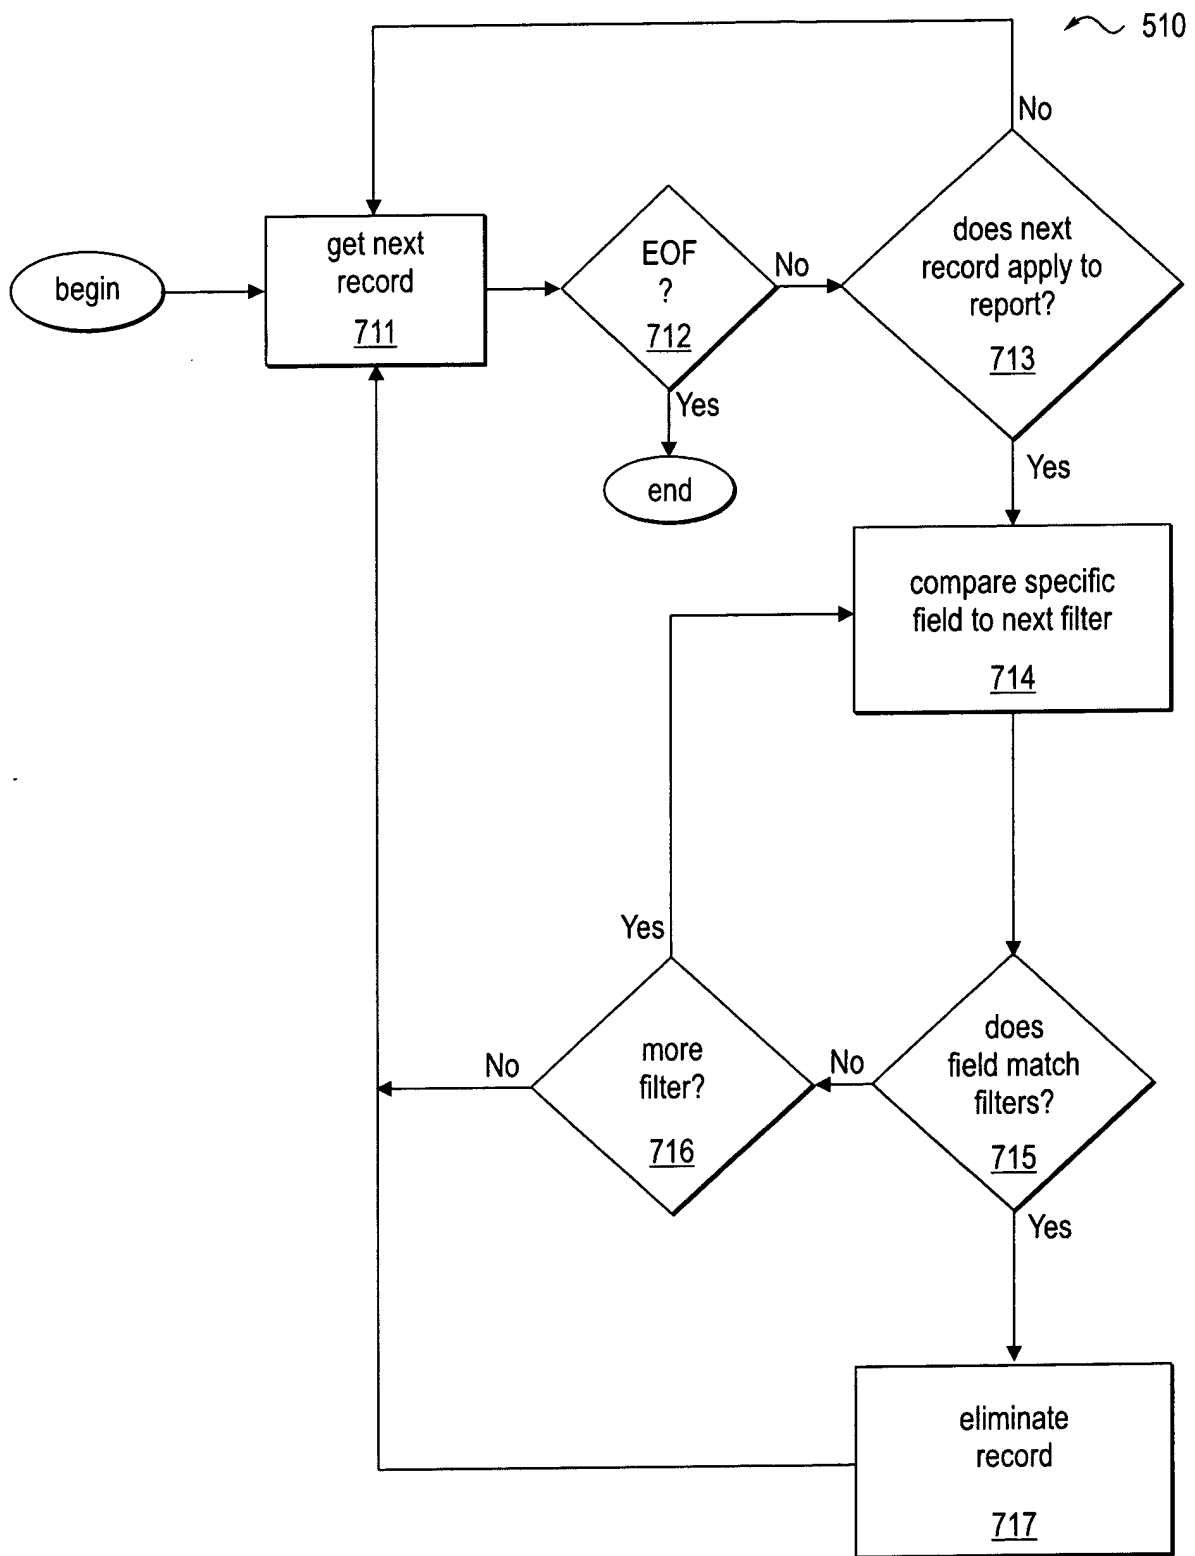 510
No
begin
get next
record
711
EOF
?
712
No
does next
record apply to
report?
713
Yes
end
Yes
compare specific
field to next filter
714
Yes
No
more
filter?
716
No
does
field match
filters?
715
Yes
eliminate
record
717